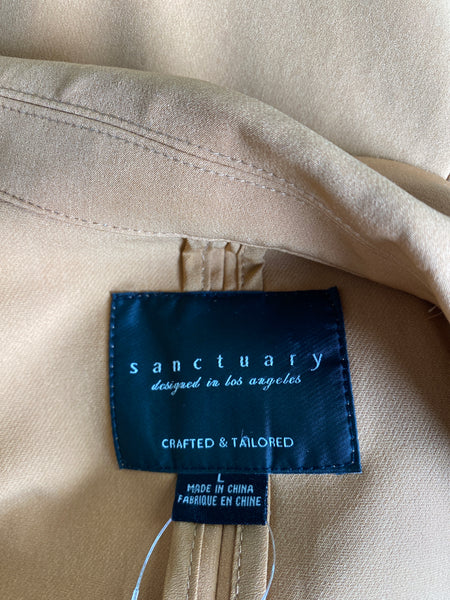 sanctuary
designed in los angeles
CRAFTED & TAILORED
L
MADE IN CHINA
FABRIQUE EN CHINE